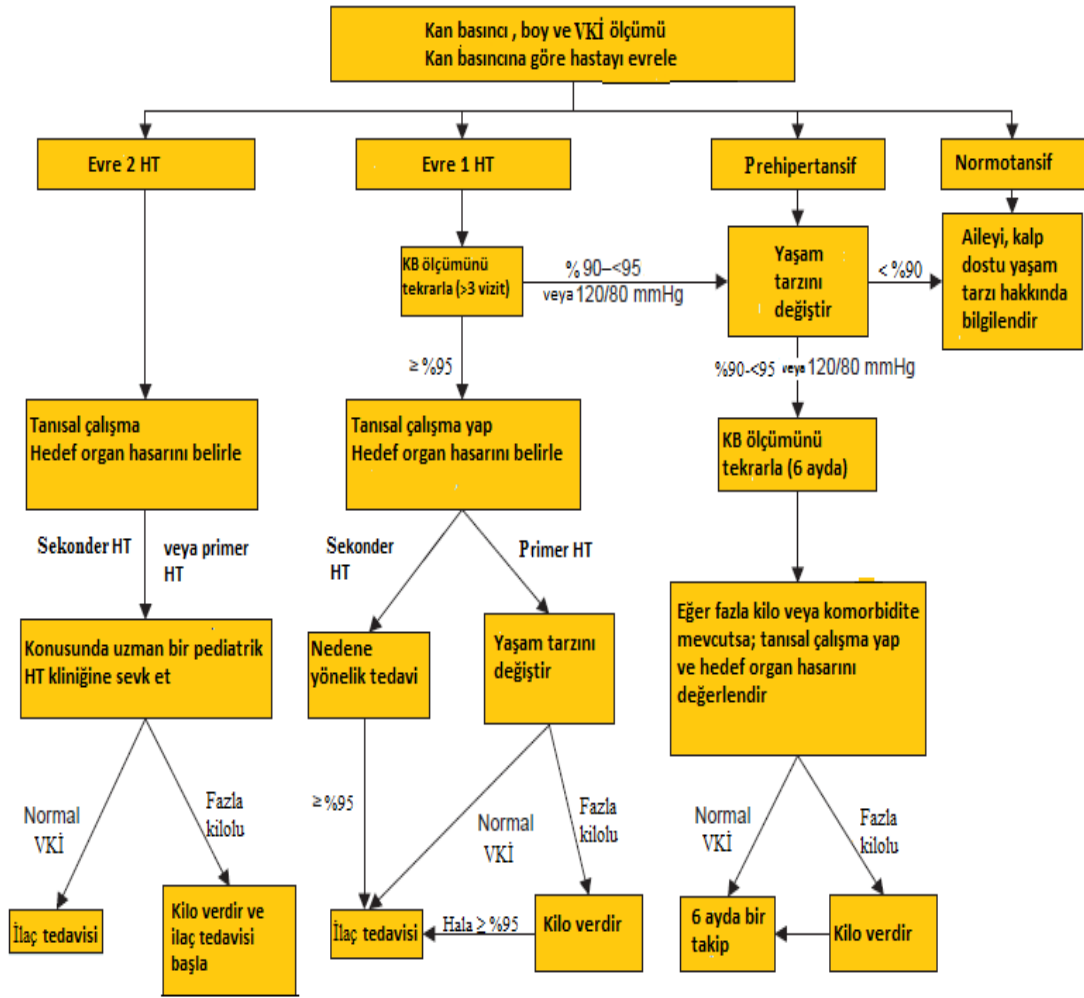 Kan basıncı , boy ve VKİ ölçümü
Kan basıncına göre hastayı evrele
Evre 2 HT
Evre 1 HT
Prehipertansif
Normotansif
KB ölçümünü
tekrarla (>3 vizit)
% 90–<95
veya 120/80 mmHg
Yaşam
tarzını
değiştir
< %90
Aileyi, kalp
dostu yaşam
tarzı hakkında
bilgilendir
≥ %95
%90-<95 veya 120/80 mmHg
Tanısal çalışma
Hedef organ hasarını belirle
Tanısal çalışma yap
Hedef organ hasarını belirle
KB ölçümünü
tekrarla (6 ayda)
Sekonder HT
veya primer
HT
Sekonder
HT
Primer HT
Konusunda uzman bir pediatrik
HT kliniğine sevk et
Nedene
yönelik tedavi
Yaşam tarzını
değiştir
Eğer fazla kilo veya komorbidite
mevcutsa; tanısal çalışma yap
ve hedef organ hasarını
değerlendir
Normal
VKİ
Fazla
kilolu
≥ %95
Normal
VKİ
Fazla
kilolu
Normal
VKİ
Fazla
kilolu
İlaç tedavisi
Kilo verdir ve
ilaç tedavisi
başla
İlaç tedavisi
Hala ≥ %95
Kilo verdir
6 ayda bir
takip
Kilo verdir